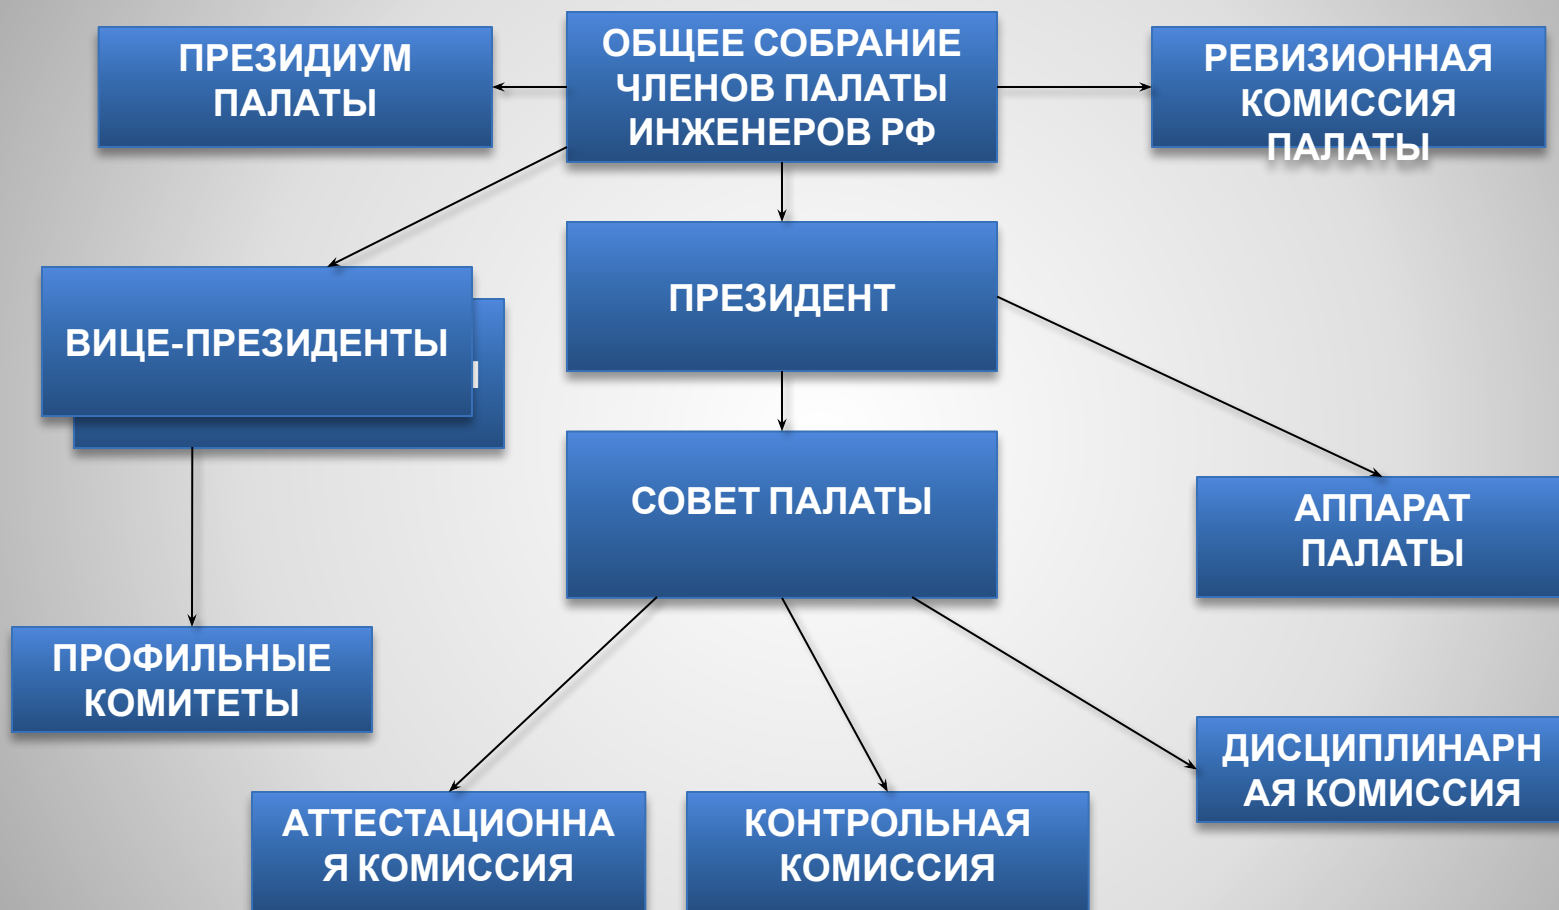 ПРЕЗИДИУМ
ПАЛАТЫ
ОБЩЕЕ СОБРАНИЕ
ЧЛЕНОВ ПАЛАТЫ
ИНЖЕНЕРОВ РФ
РЕВИЗИОННАЯ
КОМИССИЯ
ПАЛАТЫ
ВИЦЕ-ПРЕЗИДЕНТЫ
ПРЕЗИДЕНТ
СОВЕТ ПАЛАТЫ
АППАРАТ
ПАЛАТЫ
ПРОФИЛЬНЫЕ
КОМИТЕТЫ
ДИСЦИПЛИНАРН
АЯ КОМИССИЯ
АТТЕСТАЦИОННА
Я КОМИССИЯ
КОНТРОЛЬНАЯ
КОМИССИЯ